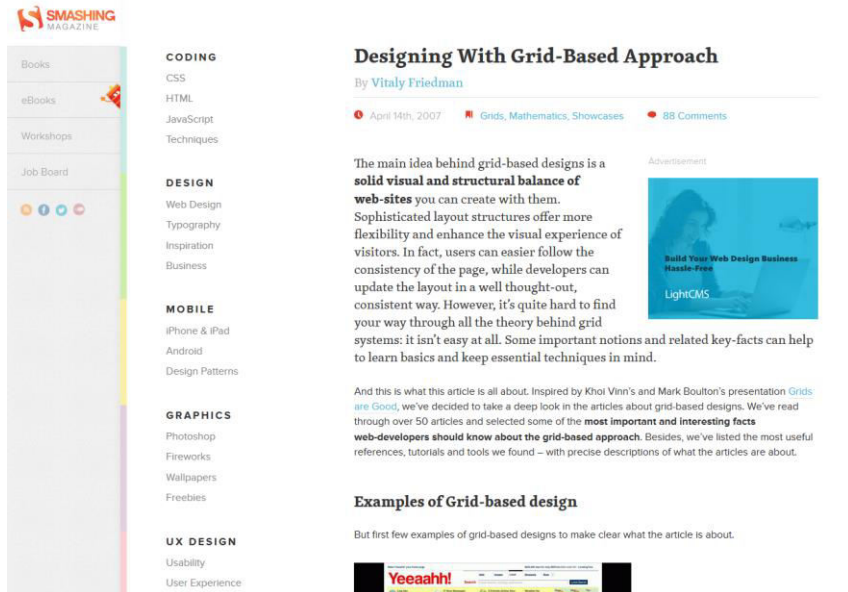 SMASHING
MAGAZINE
Books
eBooks
Workshops
Job Board
CODING
CSS
HTML
JavaScript
Techniques
DESIGN
Web Design
Typography
Inspiration
Business
MOBILE
iPhone & iPad
Android
Design Patterns
GRAPHICS
Photoshop
Fireworks
Wallpapers
Freebies
UX DESIGN
Usability
User Experience
Designing With Grid-Based Approach
By Vitaly Friedman
April 14th, 2007 Grids, Mathematics, Showcases 88 Comments
The main idea behind grid-based designs is a
solid visual and structural balance of
web-sites you can create with them.
Sophisticated layout structures offer more
flexibility and enhance the visual experience of
visitors. In fact, users can easier follow the
consistency of the page, while developers can
update the layout in a well thought-out,
consistent way. However, it's quite hard to find
your way through all the theory behind grid
systems: it isn't easy at all. Some important notions and related key-facts can help
to learn basics and keep essential techniques in mind.
Advertisement
Build Your Web Design Business
Hassle-Free
LightCMS
And this is what this article is all about. Inspired by Khoi Vinn's and Mark Boulton's presentation Grids
are Good, we've decided to take a deep look in the articles about grid-based designs. We've read
through over 50 articles and selected some of the most important and interesting facts
web-developers should know about the grid-based approach. Besides, we've listed the most useful
references, tutorials and tools we found – with precise descriptions of what the articles are about.
Examples of Grid-based design
But first few examples of grid-based designs to make clear what the article is about.
Yeeaahh!
Search